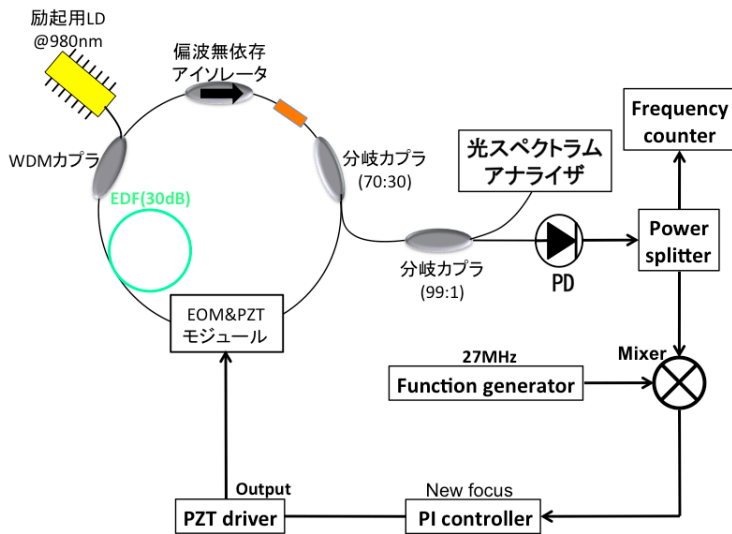 励起用LD
@980nm
偏波無依存
アイソレータ
Frequency
counter
WDMカプラ
分岐カプラ
(70:30)
光スペクトラム
アナライザ
EDF(30dB)
分岐カプラ
(99:1)
PD
Power
splitter
EOM&PZT
モジュール
27MHz
Mixer
Function generator
Output
New focus
PZT driver
PI controller